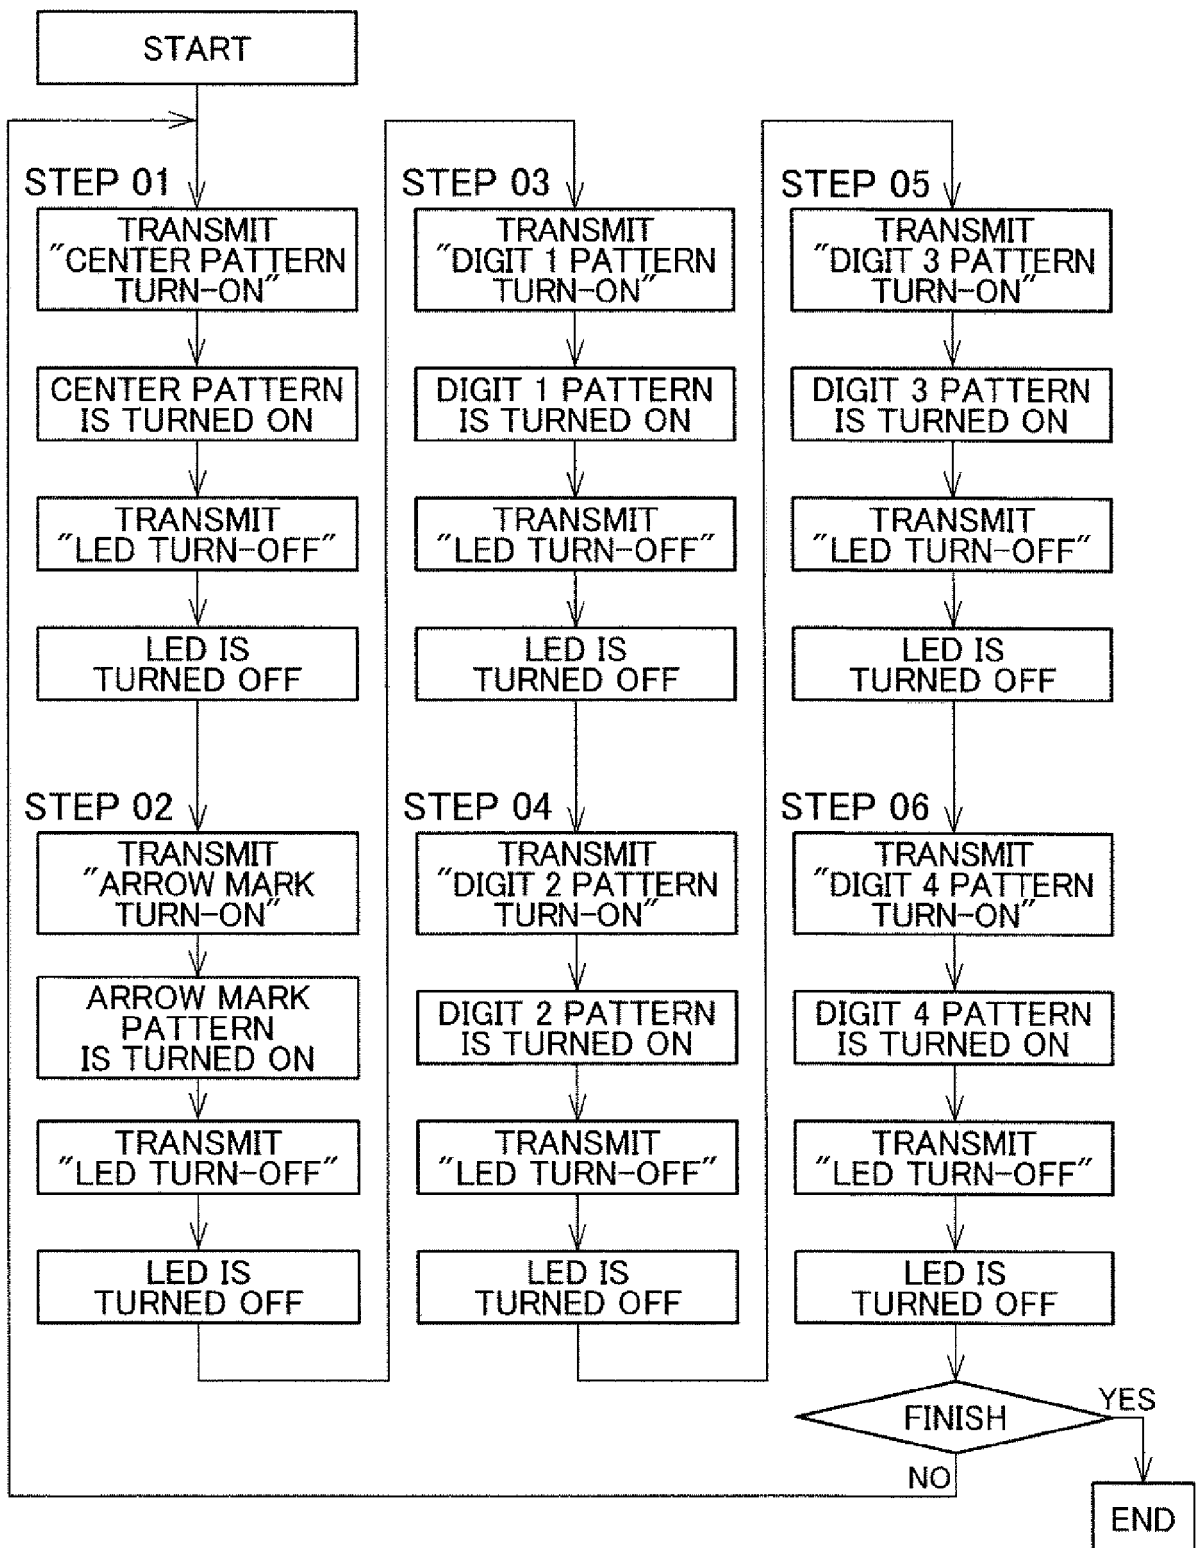 START
STEP 01
TRANSMIT
"CENTER PATTERN
TURN-ON"
CENTER PATTERN
IS TURNED ON
TRANSMIT
"LED TURN-OFF"
LED IS
TURNED OFF
STEP 02
TRANSMIT
"ARROW MARK
TURN-ON"
ARROW MARK
PATTERN
IS TURNED ON
TRANSMIT
"LED TURN-OFF"
LED IS
TURNED OFF
STEP 03
TRANSMIT
"DIGIT 1 PATTERN
TURN-ON"
DIGIT 1 PATTERN
IS TURNED ON
TRANSMIT
"LED TURN-OFF"
LED IS
TURNED OFF
STEP 04
TRANSMIT
"DIGIT 2 PATTERN
TURN-ON"
DIGIT 2 PATTERN
IS TURNED ON
TRANSMIT
"LED TURN-OFF"
LED IS
TURNED OFF
STEP 05
TRANSMIT
"DIGIT 3 PATTERN
TURN-ON"
DIGIT 3 PATTERN
IS TURNED ON
TRANSMIT
"LED TURN-OFF"
LED IS
TURNED OFF
STEP 06
TRANSMIT
"DIGIT 4 PATTERN
TURN-ON"
DIGIT 4 PATTERN
IS TURNED ON
TRANSMIT
"LED TURN-OFF"
LED IS
TURNED OFF
FINISH
YES
NO
END